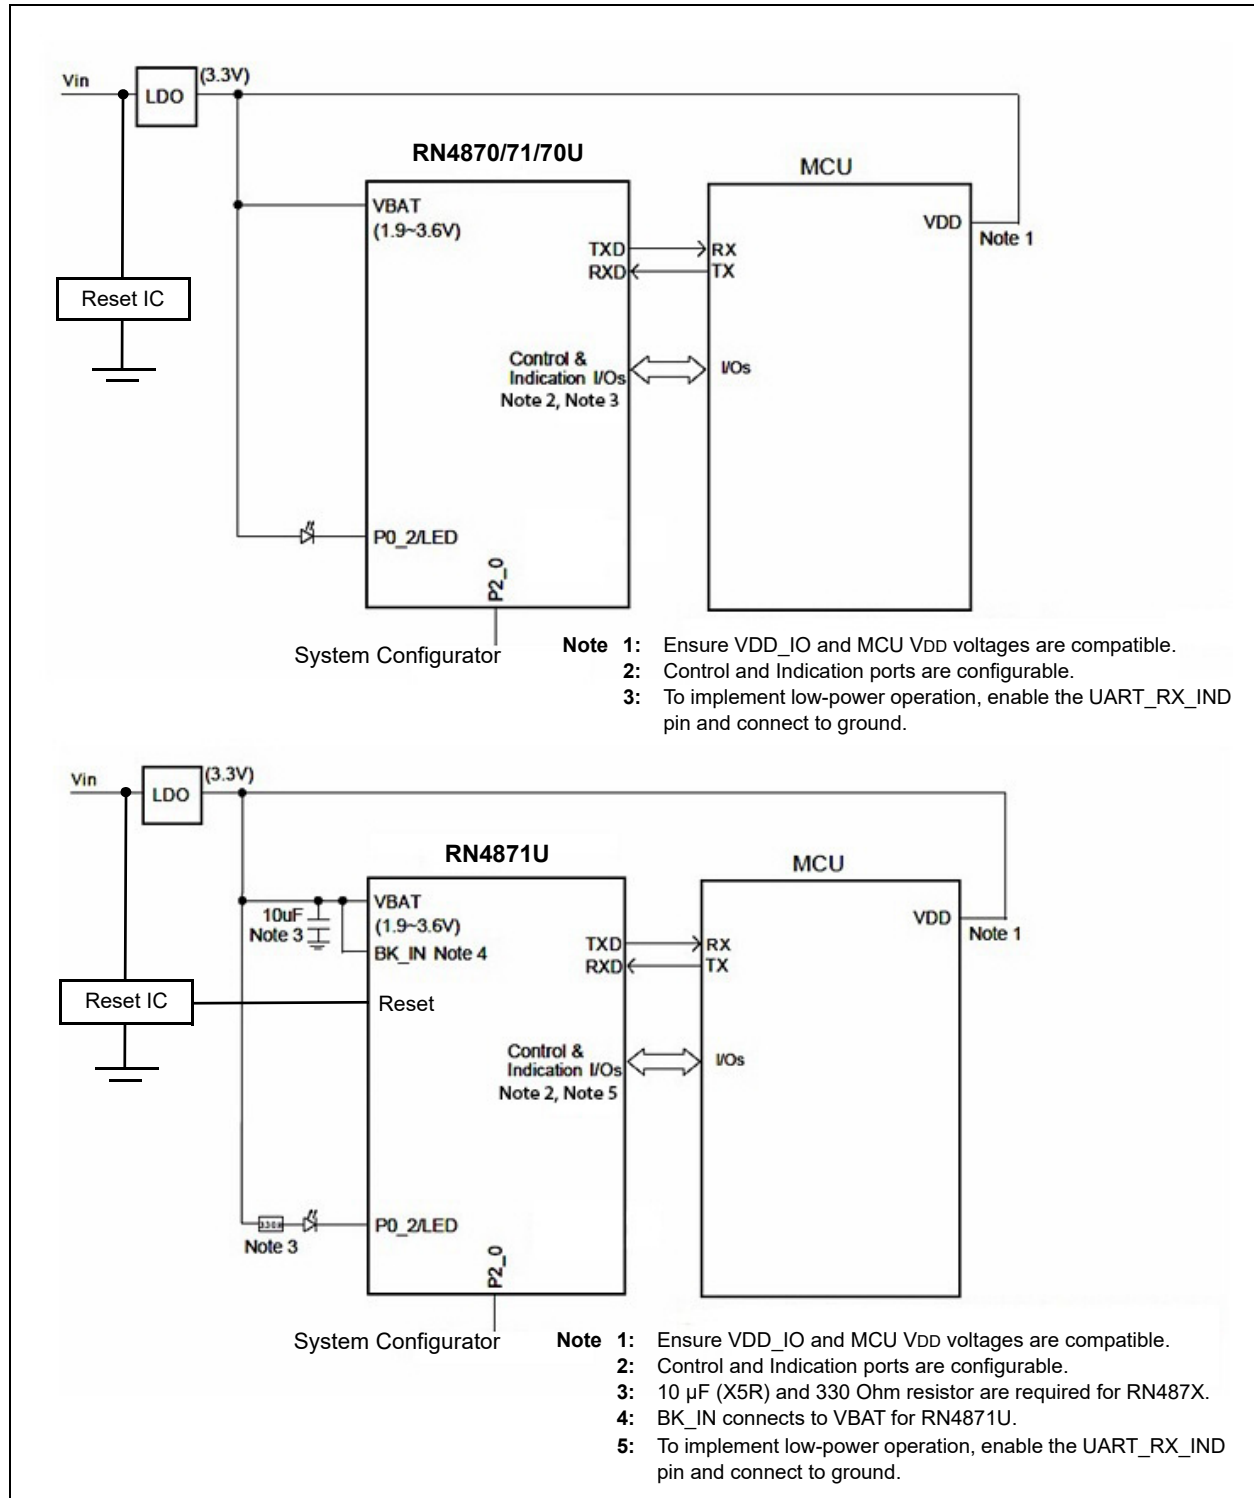 Vin
LDO
(3.3V)
RN4870/71/70U
MCU
VBAT
(1.9~3.6V)
VDD
Note 1
TXD
RX
RXD
TX
Reset IC
Control &
Indication I/Os
I/Os
Note 2, Note 3
P0_2/LED
P2_0
System Configurator
Note 1: Ensure VDD_IO and MCU VDD voltages are compatible.
2: Control and Indication ports are configurable.
3: To implement low-power operation, enable the UART_RX_IND
pin and connect to ground.
Vin
LDO
(3.3V)
RN4871U
MCU
VBAT
10uF
Note 3
(1.9~3.6V)
BK_IN Note 4
VDD
Note 1
TXD
RX
RXD
TX
Reset IC
Reset
Control &
Indication I/Os
I/Os
Note 2, Note 5
P0_2/LED
Note 3
P2_0
System Configurator
Note 1: Ensure VDD_IO and MCU VDD voltages are compatible.
2: Control and Indication ports are configurable.
3: 10 µF (X5R) and 330 Ohm resistor are required for RN487X.
4: BK_IN connects to VBAT for RN4871U.
5: To implement low-power operation, enable the UART_RX_IND
pin and connect to ground.